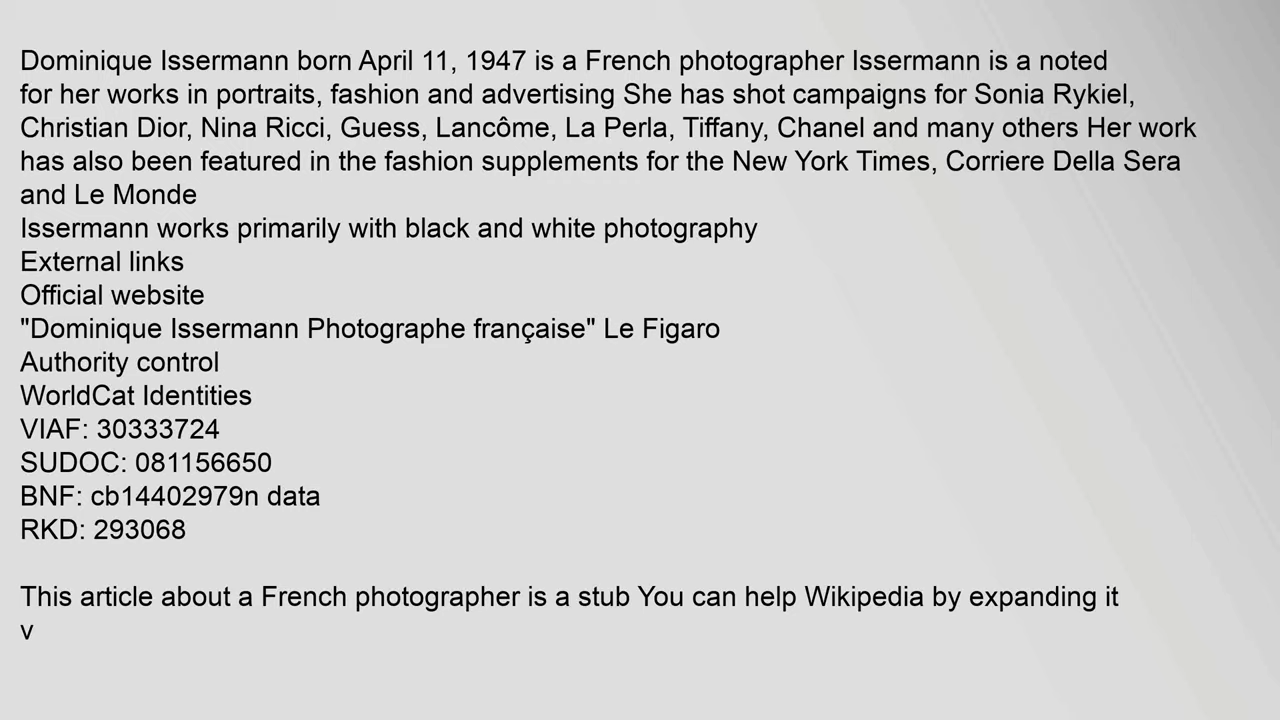 Dominique Issermann born April 11, 1947 is a French photographer Issermann is a noted
for her works in portraits, fashion and advertising She has shot campaigns for Sonia Rykiel,
Christian Dior, Nina Ricci, Guess, Lancôme, La Perla, Tiffany, Chanel and many others Her work
has also been featured in the fashion supplements for the New York Times, Corriere Della Sera
and Le Monde
Issermann works primarily with black and white photography
External links
Official website
"Dominique Issermann Photographe française" Le Figaro
Authority control
WorldCat Identities
VIAF: 30333724
SUDOC: 081156650
BNF: cb14402979n data
RKD: 293068
This article about a French photographer is a stub You can help Wikipedia by expanding it
v